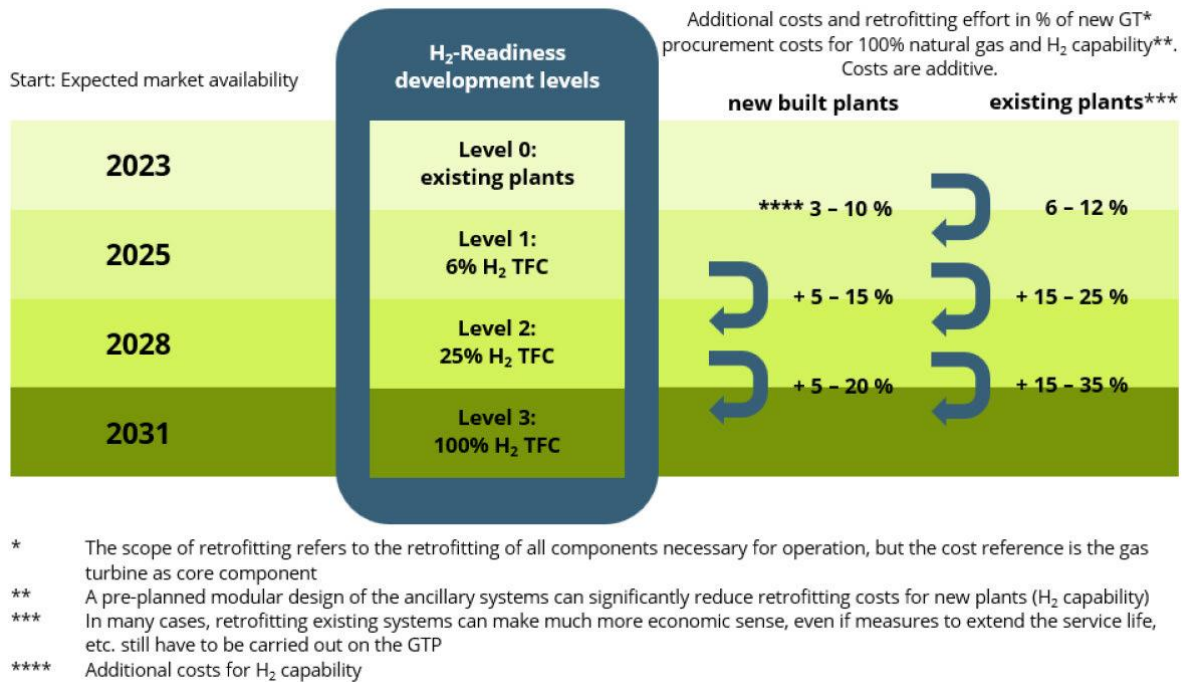 Start: Expected market availability
H₂-Readiness
development levels
Additional costs and retrofitting effort in % of new GT*
procurement costs for 100% natural gas and H₂ capability**.
Costs are additive.
new built plants
existing plants***
2023
Level 0:
existing plants
**** 3 – 10 %
6 – 12 %
2025
Level 1:
6% H₂ TFC
+ 5 – 15 %
+ 15 – 25 %
2028
Level 2:
25% H₂ TFC
+ 5 – 20 %
+ 15 – 35 %
2031
Level 3:
100% H₂ TFC
* The scope of retrofitting refers to the retrofitting of all components necessary for operation, but the cost reference is the gas
turbine as core component
** A pre-planned modular design of the ancillary systems can significantly reduce retrofitting costs for new plants (H₂ capability)
*** In many cases, retrofitting existing systems can make much more economic sense, even if measures to extend the service life,
etc. still have to be carried out on the GTP
**** Additional costs for H₂ capability